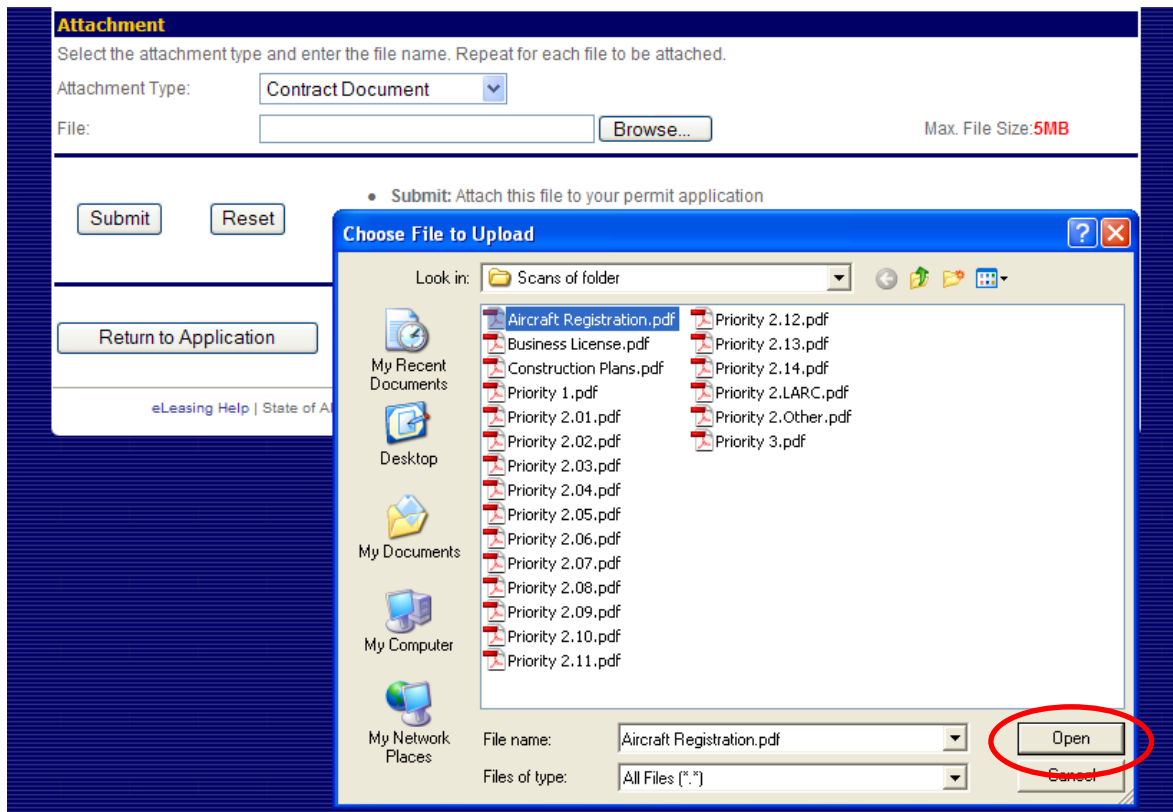 Attachment
Select the attachment type and enter the file name. Repeat for each file to be attached.
Attachment Type: Contract Document
File: Browse... Max. File Size:5MB
• Submit: Attach this file to your permit application
Submit Reset
Return to Application
eLeasing Help | State of
Choose File to Upload
Look in: Scans of folder
My Recent Documents
Desktop
My Documents
My Computer
My Network Places
Aircraft Registration.pdf
Business License.pdf
Construction Plans.pdf
Priority 1.pdf
Priority 2.01.pdf
Priority 2.02.pdf
Priority 2.03.pdf
Priority 2.04.pdf
Priority 2.05.pdf
Priority 2.06.pdf
Priority 2.07.pdf
Priority 2.08.pdf
Priority 2.09.pdf
Priority 2.10.pdf
Priority 2.11.pdf
Priority 2.12.pdf
Priority 2.13.pdf
Priority 2.14.pdf
Priority 2.LARC.pdf
Priority 2.Other.pdf
Priority 3.pdf
File name: Aircraft Registration.pdf Open
Files of type: All Files (*.*) Cancel